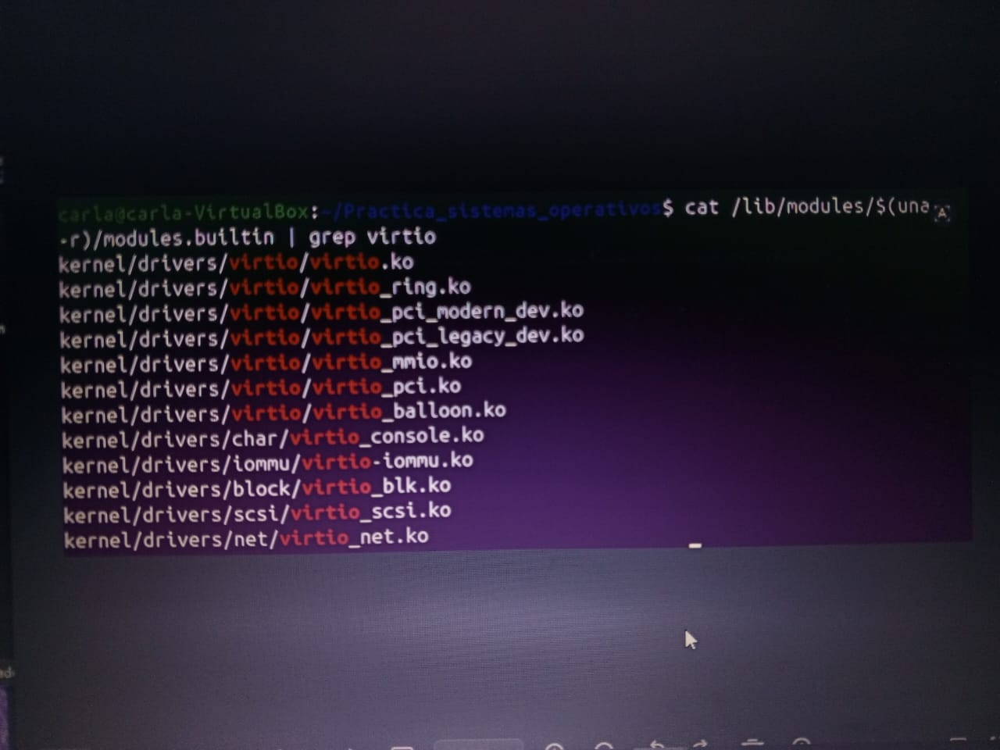 carla@carla-VirtualBox:~/Practica_sistemas_operativos$ cat /lib/modules/$(una
-r)/modules.builtin | grep virtio
kernel/drivers/virtio/virtio.ko
kernel/drivers/virtio/virtio_ring.ko
kernel/drivers/virtio/virtio_pci_modern_dev.ko
kernel/drivers/virtio/virtio_pci_legacy_dev.ko
kernel/drivers/virtio/virtio_mmio.ko
kernel/drivers/virtio/virtio_pci.ko
kernel/drivers/virtio/virtio_balloon.ko
kernel/drivers/char/virtio_console.ko
kernel/drivers/iommu/virtio-iommu.ko
kernel/drivers/block/virtio_blk.ko
kernel/drivers/scsi/virtio_scsi.ko
kernel/drivers/net/virtio_net.ko